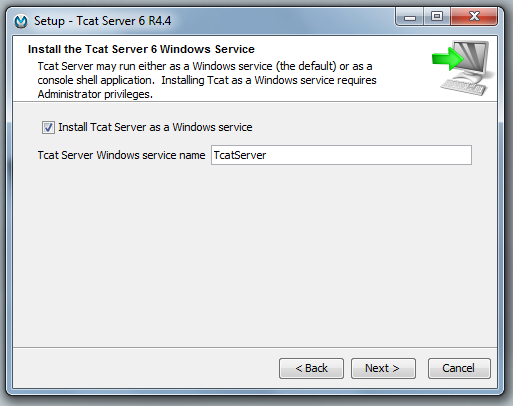 Setup - Tcat Server 6 R4.4
Install the Tcat Server 6 Windows Service
Tcat Server may run either as a Windows service (the default) or as a
console shell application.  Installing Tcat as a Windows service requires
Administrator privileges.
Install Tcat Server as a Windows service
Tcat Server Windows service name TcatServer
< Back Next > Cancel